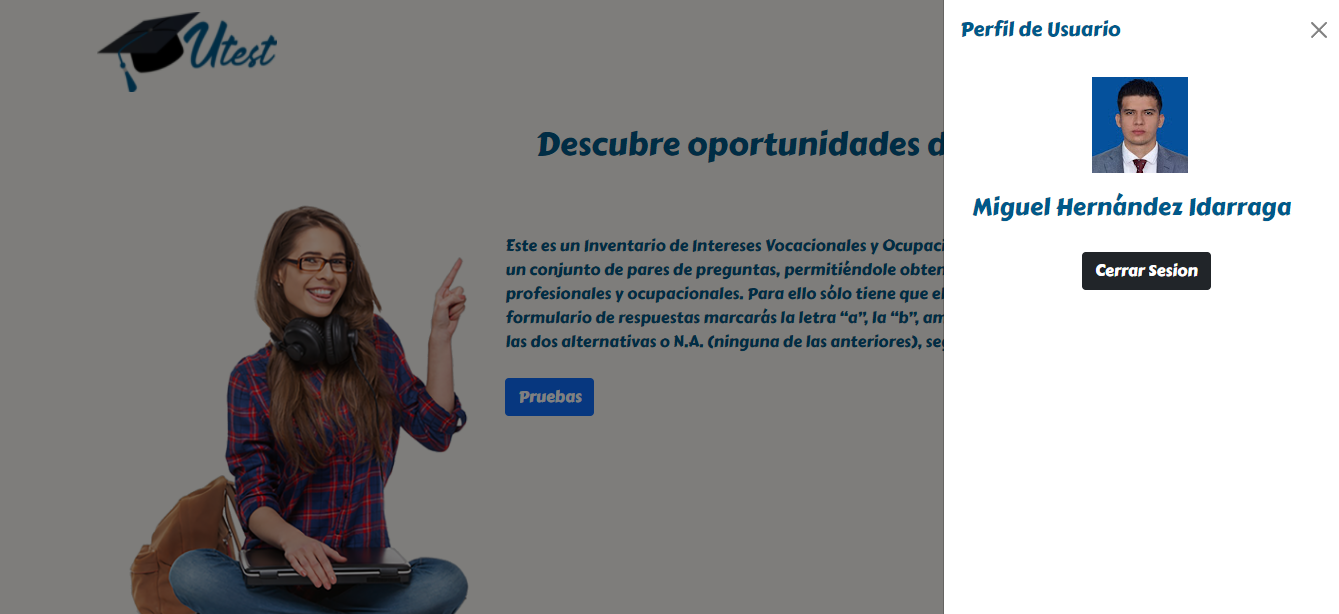 Utest
Descubre oportunidades d
Este es un Inventario de Intereses Vocacionales y Ocupaci
un conjunto de pares de preguntas, permitiéndole obten
profesionales y ocupacionales. Para ello sólo tiene que el
formulario de respuestas marcarás la letra “a”, la “b”, am
las dos alternativas o N.A. (ninguna de las anteriores), seg
Pruebas
Perfil de Usuario
Miguel Hernández Idarraga
Cerrar Sesion